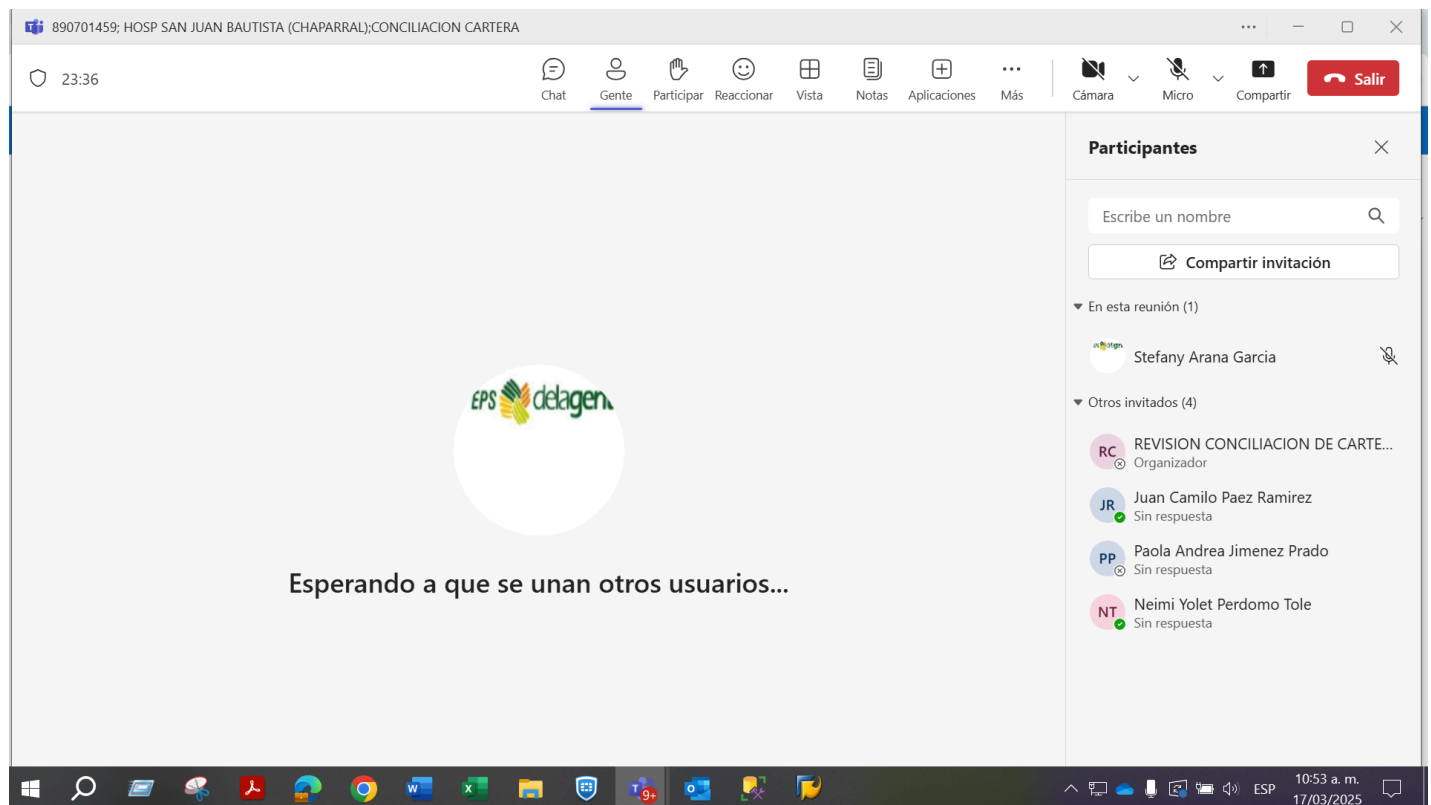 890701459; HOSP SAN JUAN BAUTISTA (CHAPARRAL);CONCILIACION CARTERA
23:36
Chat Gente Participar Reaccionar Vista Notas Aplicaciones Más Cámara Micro Compartir Salir
Participantes
Escribe un nombre
Compartir invitación
En esta reunión (1)
Stefany Arana Garcia
Otros invitados (4)
RC REVISION CONCILIACION DE CARTE...
Organizador
JR Juan Camilo Paez Ramirez
Sin respuesta
PP Paola Andrea Jimenez Prado
Sin respuesta
NT Neimi Yolet Perdomo Tole
Sin respuesta
EPS delagen
Esperando a que se unan otros usuarios...
9+
ESP
10:53 a. m.
17/03/2025